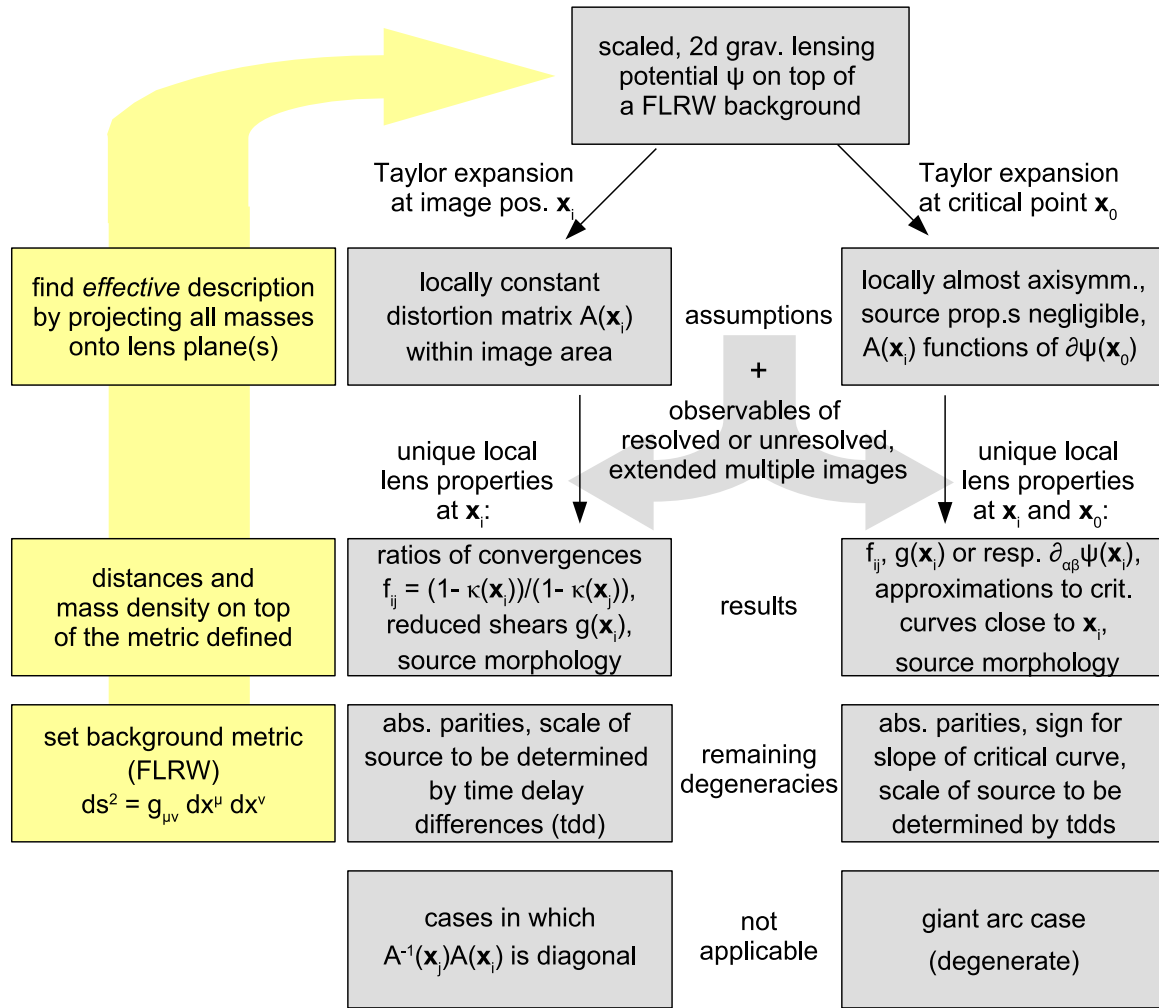 scaled, 2d grav. lensing
potential ψ on top of
a FLRW background
Taylor expansion
at image pos. xᵢ
Taylor expansion
at critical point x₀
find effective description
by projecting all masses
onto lens plane(s)
locally constant
distortion matrix A(xᵢ)
within image area
assumptions
+
locally almost axisymm.,
source prop.s negligible,
A(xᵢ) functions of ∂ψ(x₀)
observables of
resolved or unresolved,
extended multiple images
unique local
lens properties
at xᵢ:
unique local
lens properties
at xᵢ and x₀:
distances and
mass density on top
of the metric defined
ratios of convergences
fᵢⱼ = (1- κ(xᵢ))/(1- κ(xⱼ)),
reduced shears g(xᵢ),
source morphology
results
fᵢⱼ, g(xᵢ) or resp. ∂αβψ(xᵢ),
approximations to crit.
curves close to xᵢ,
source morphology
set background metric
(FLRW)
ds² = gμν dxᵘ dxᵛ
abs. parities, scale of
source to be determined
by time delay
differences (tdd)
remaining
degeneracies
abs. parities, sign for
slope of critical curve,
scale of source to be
determined by tdds
cases in which
A⁻¹(xⱼ)A(xᵢ) is diagonal
not
applicable
giant arc case
(degenerate)